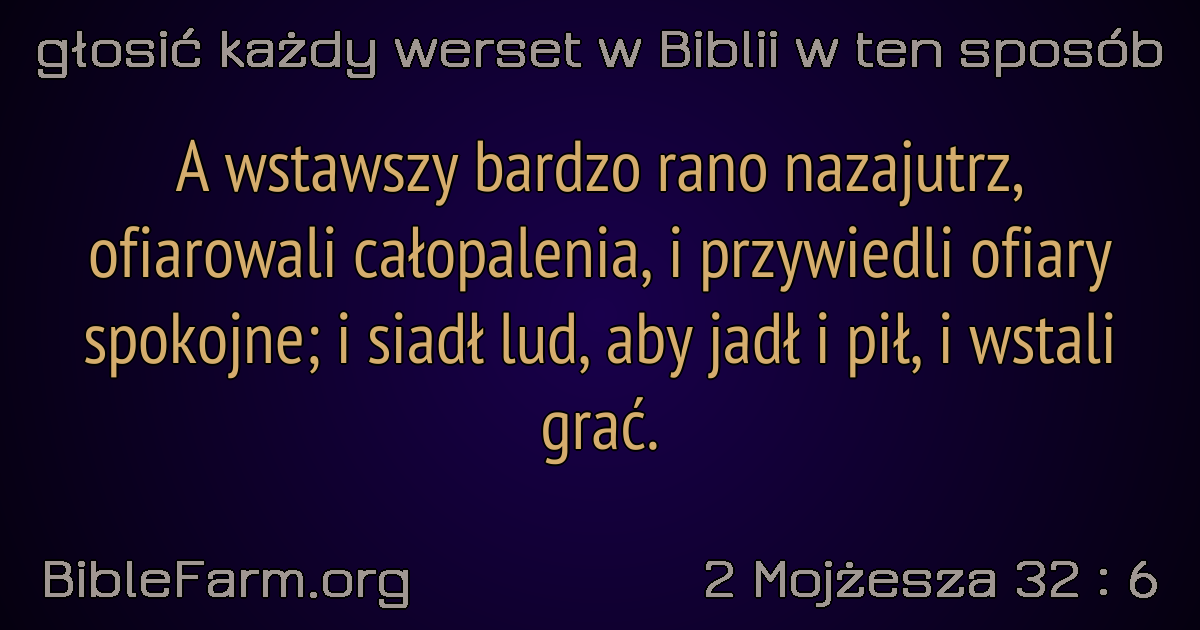 głosić każdy werset w Biblii w ten sposób
A wstawszy bardzo rano nazajutrz,
ofiarowali całopalenia, i przywiedli ofiary
spokojne; i siadł lud, aby jadł i pił, i wstali
grać.
BibleFarm.org
2 Mojżesza 32 : 6